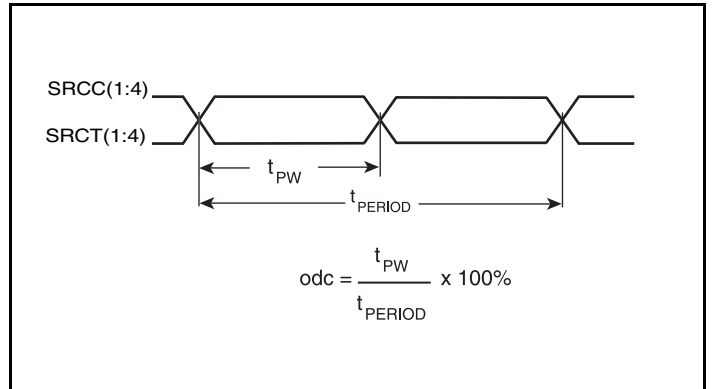 SRCC(1:4)
SRCT(1:4)
tPW
tPERIOD
odc = tPW / tPERIOD x 100%